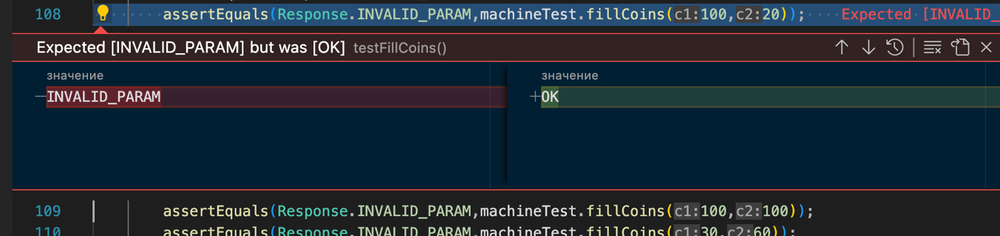 108 assertEquals(Response.INVALID_PARAM,machineTest.fillCoins(c1:100,c2:20)); Expected [INVALID_
Expected [INVALID_PARAM] but was [OK] testFillCoins()
значение значение
—INVALID_PARAM +OK
109 assertEquals(Response.INVALID_PARAM,machineTest.fillCoins(c1:100,c2:100));
110 assertEquals(Response.INVALID_PARAM,machineTest.fillCoins(c1:30,c2:60));